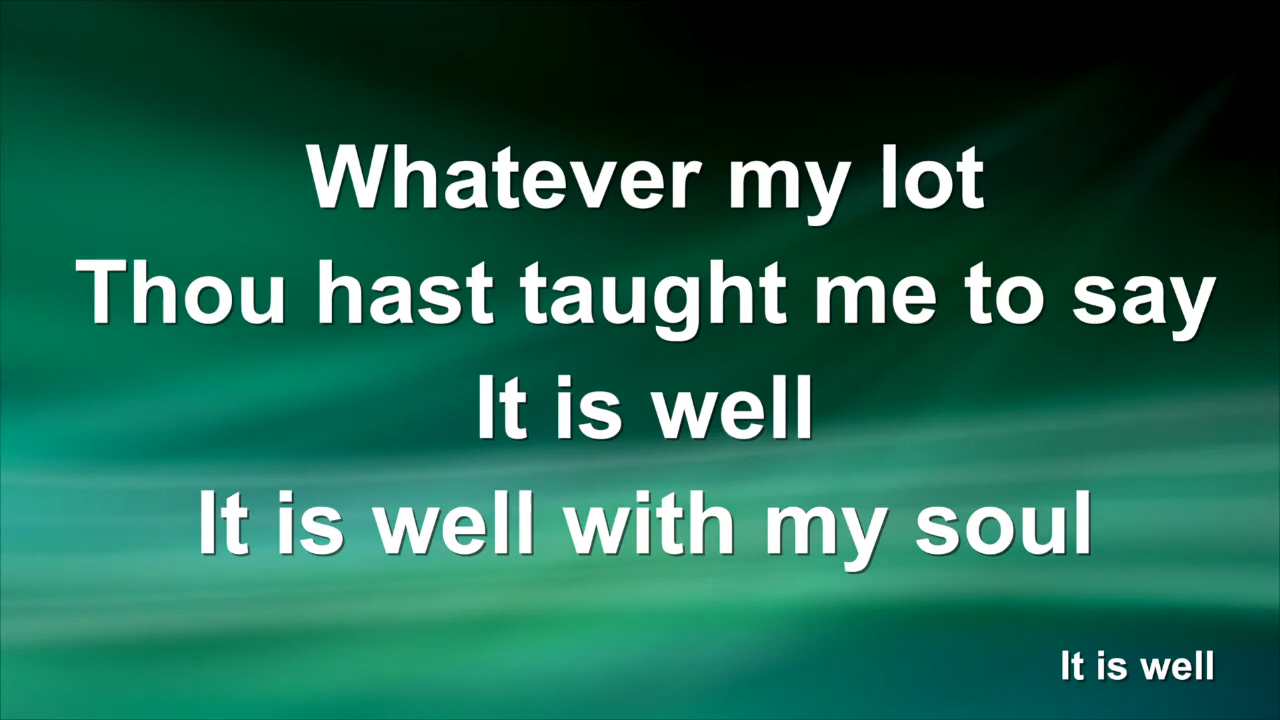 Whatever my lot
Thou hast taught me to say
It is well
It is well with my soul
It is well